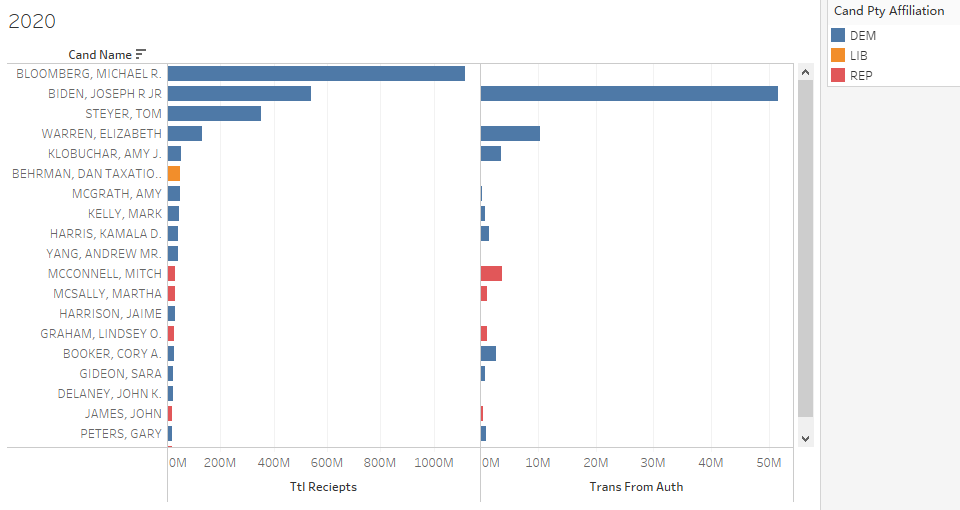 2020
Cand Pty Affiliation
DEM
LIB
REP
Cand Name
BLOOMBERG, MICHAEL R.
BIDEN, JOSEPH R JR
STEYER, TOM
WARREN, ELIZABETH
KLOBUCHAR, AMY J.
BEHRMAN, DAN TAXATIO..
MCGRATH, AMY
KELLY, MARK
HARRIS, KAMALA D.
YANG, ANDREW MR.
MCCONNELL, MITCH
MCSALLY, MARTHA
HARRISON, JAIME
GRAHAM, LINDSEY O.
BOOKER, CORY A.
GIDEON, SARA
DELANEY, JOHN K.
JAMES, JOHN
PETERS, GARY
0M 200M 400M 600M 800M 1000M 0M 10M 20M 30M 40M 50M
Ttl Reciepts Trans From Auth